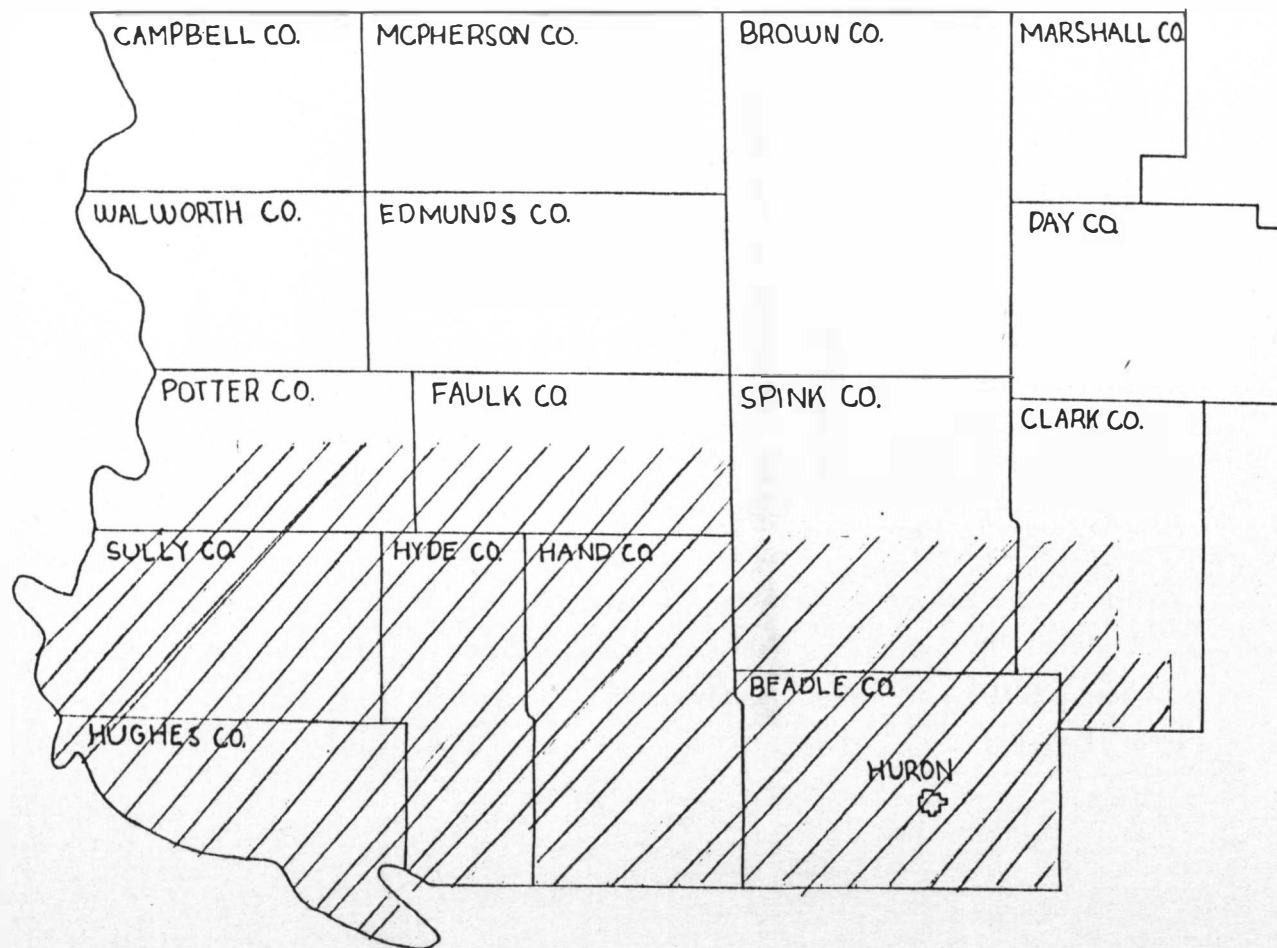 CAMPBELL CO.
MCPHERSON CO.
BROWN CO.
MARSHALL CO.
WALWORTH CO.
EDMUNDS CO.
DAY CO.
POTTER CO.
FAULK CO.
SPINK CO.
CLARK CO.
SULLY CO.
HYDE CO.
HAND CO.
BEADLE CO.
HUGHES CO.
HURON